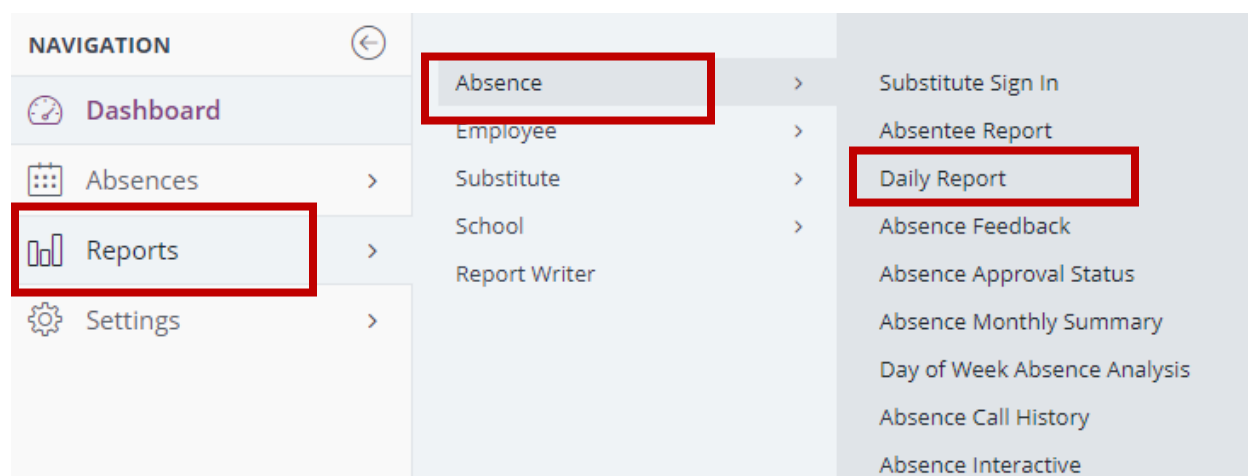 NAVIGATION
Dashboard
Absences
Reports
Settings
Absence
Employee
Substitute
School
Report Writer
Substitute Sign In
Absentee Report
Daily Report
Absence Feedback
Absence Approval Status
Absence Monthly Summary
Day of Week Absence Analysis
Absence Call History
Absence Interactive